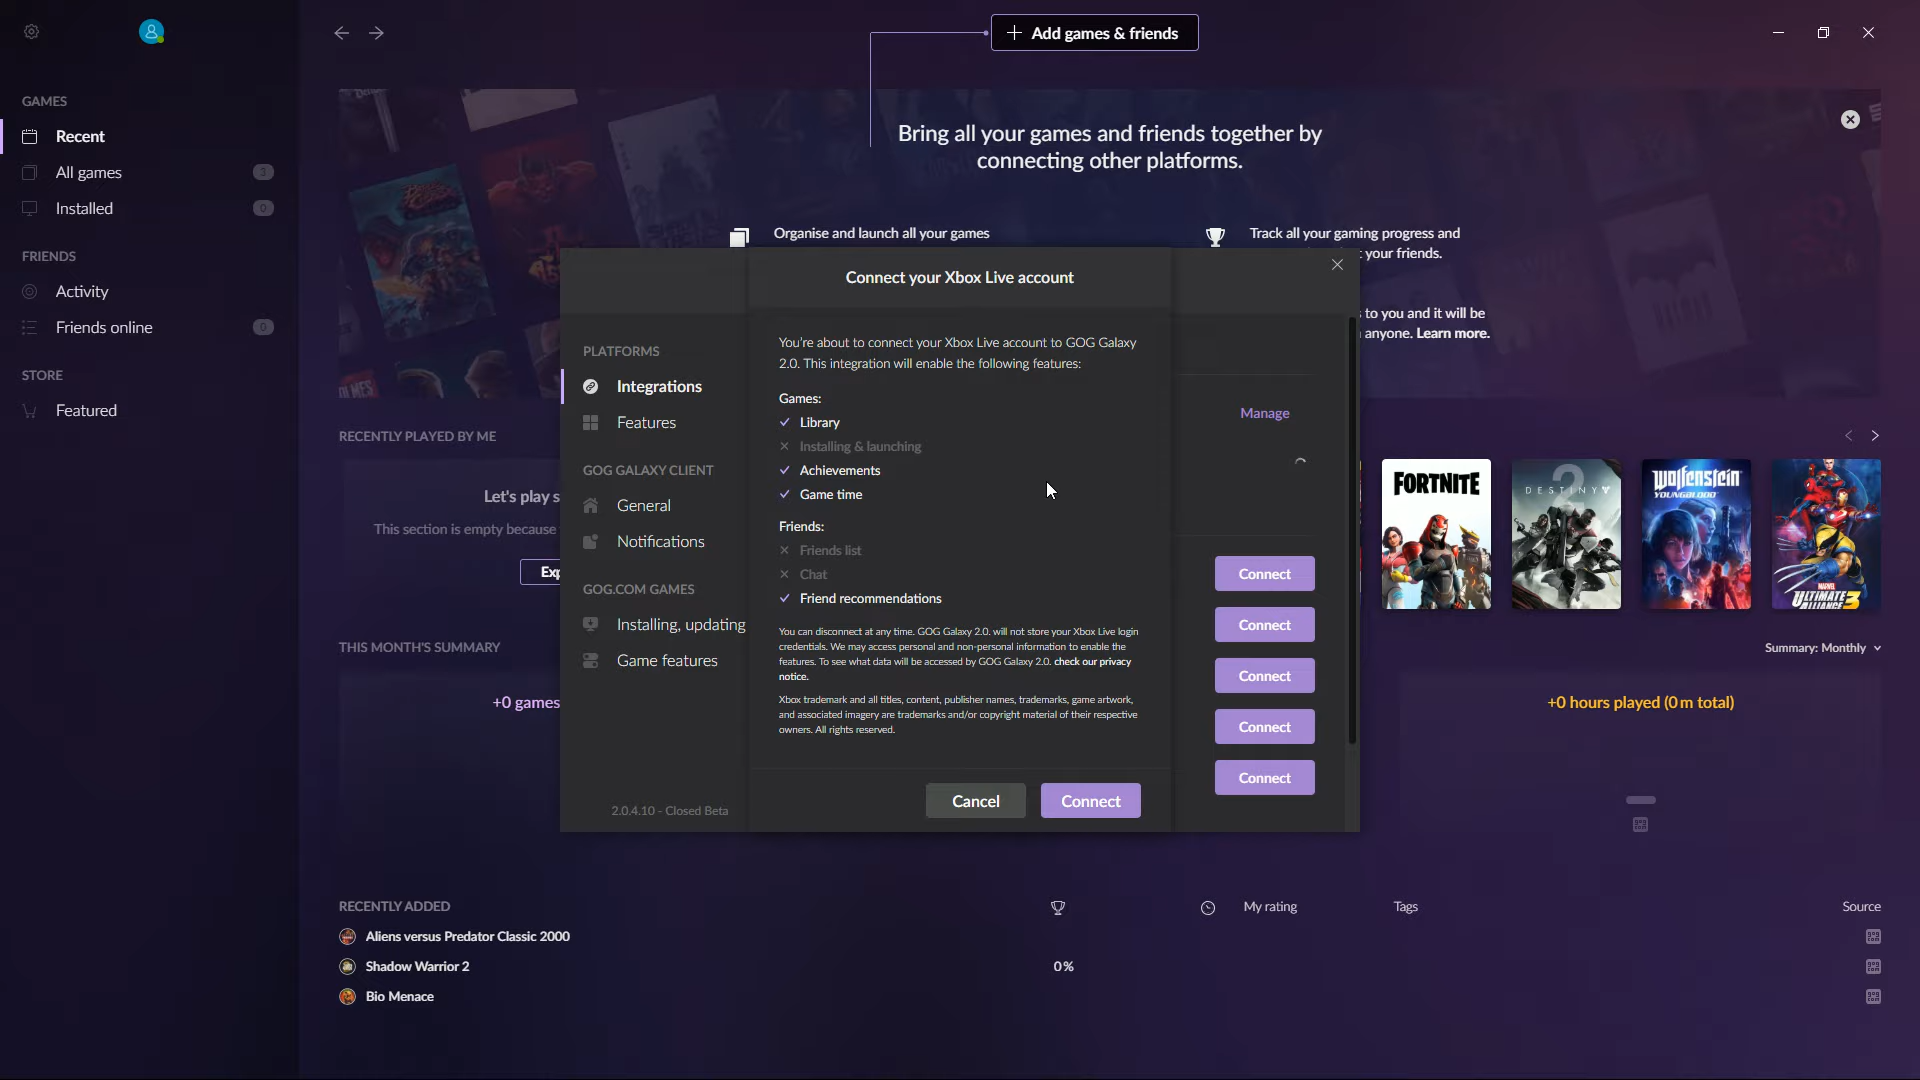 + Add games & friends
GAMES
Recent
All games 3
Installed 0
FRIENDS
Activity
Friends online 0
STORE
Featured
Bring all your games and friends together by
connecting other platforms.
Organise and launch all your games
Track all your gaming progress and
your friends.
to you and it will be
anyone. Learn more.
Connect your Xbox Live account
You're about to connect your Xbox Live account to GOG Galaxy
2.0. This integration will enable the following features:
Games:
Library
Installing & launching
Achievements
Game time
Friends:
Friends list
Chat
Friend recommendations
You can disconnect at any time. GOG Galaxy 2.0. will not store your Xbox Live login
credentials. We may access personal and non-personal information to enable the
features. To see what data will be accessed by GOG Galaxy 2.0. check our privacy
notice.
Xbox trademark and all titles, content, publisher names, trademarks, game artwork,
and associated imagery are trademarks and/or copyright material of their respective
owners. All rights reserved.
Cancel
Connect
PLATFORMS
Integrations
Features
GOG GALAXY CLIENT
General
Notifications
GOG.COM GAMES
Installing, updating
Game features
2.0.4.10 - Closed Beta
Manage
Connect
Connect
Connect
Connect
Connect
RECENTLY PLAYED BY ME
Let's play s
This section is empty because
Exp
FORTNITE
DESTINY 2
Wolfenstein
YOUNGBLOOD
MARVEL
ULTIMATE
ALLIANCE 3
THIS MONTH'S SUMMARY
Summary: Monthly
+0 games
+0 hours played (0 m total)
RECENTLY ADDED
My rating
Tags
Source
Aliens versus Predator Classic 2000
Shadow Warrior 2
0%
Bio Menace